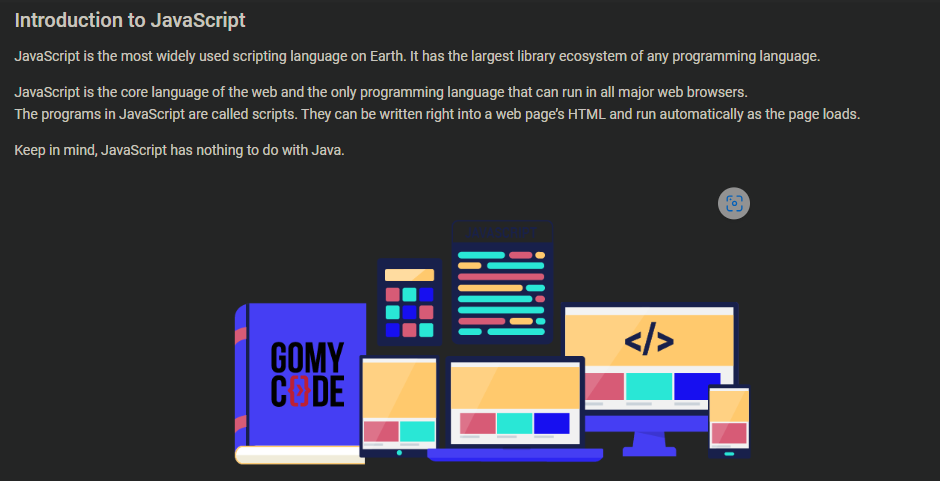 Introduction to JavaScript
JavaScript is the most widely used scripting language on Earth. It has the largest library ecosystem of any programming language.
JavaScript is the core language of the web and the only programming language that can run in all major web browsers.
The programs in JavaScript are called scripts. They can be written right into a web page’s HTML and run automatically as the page loads.
Keep in mind, JavaScript has nothing to do with Java.
JAVASCRIPT
</>
GOMY
C{}DE